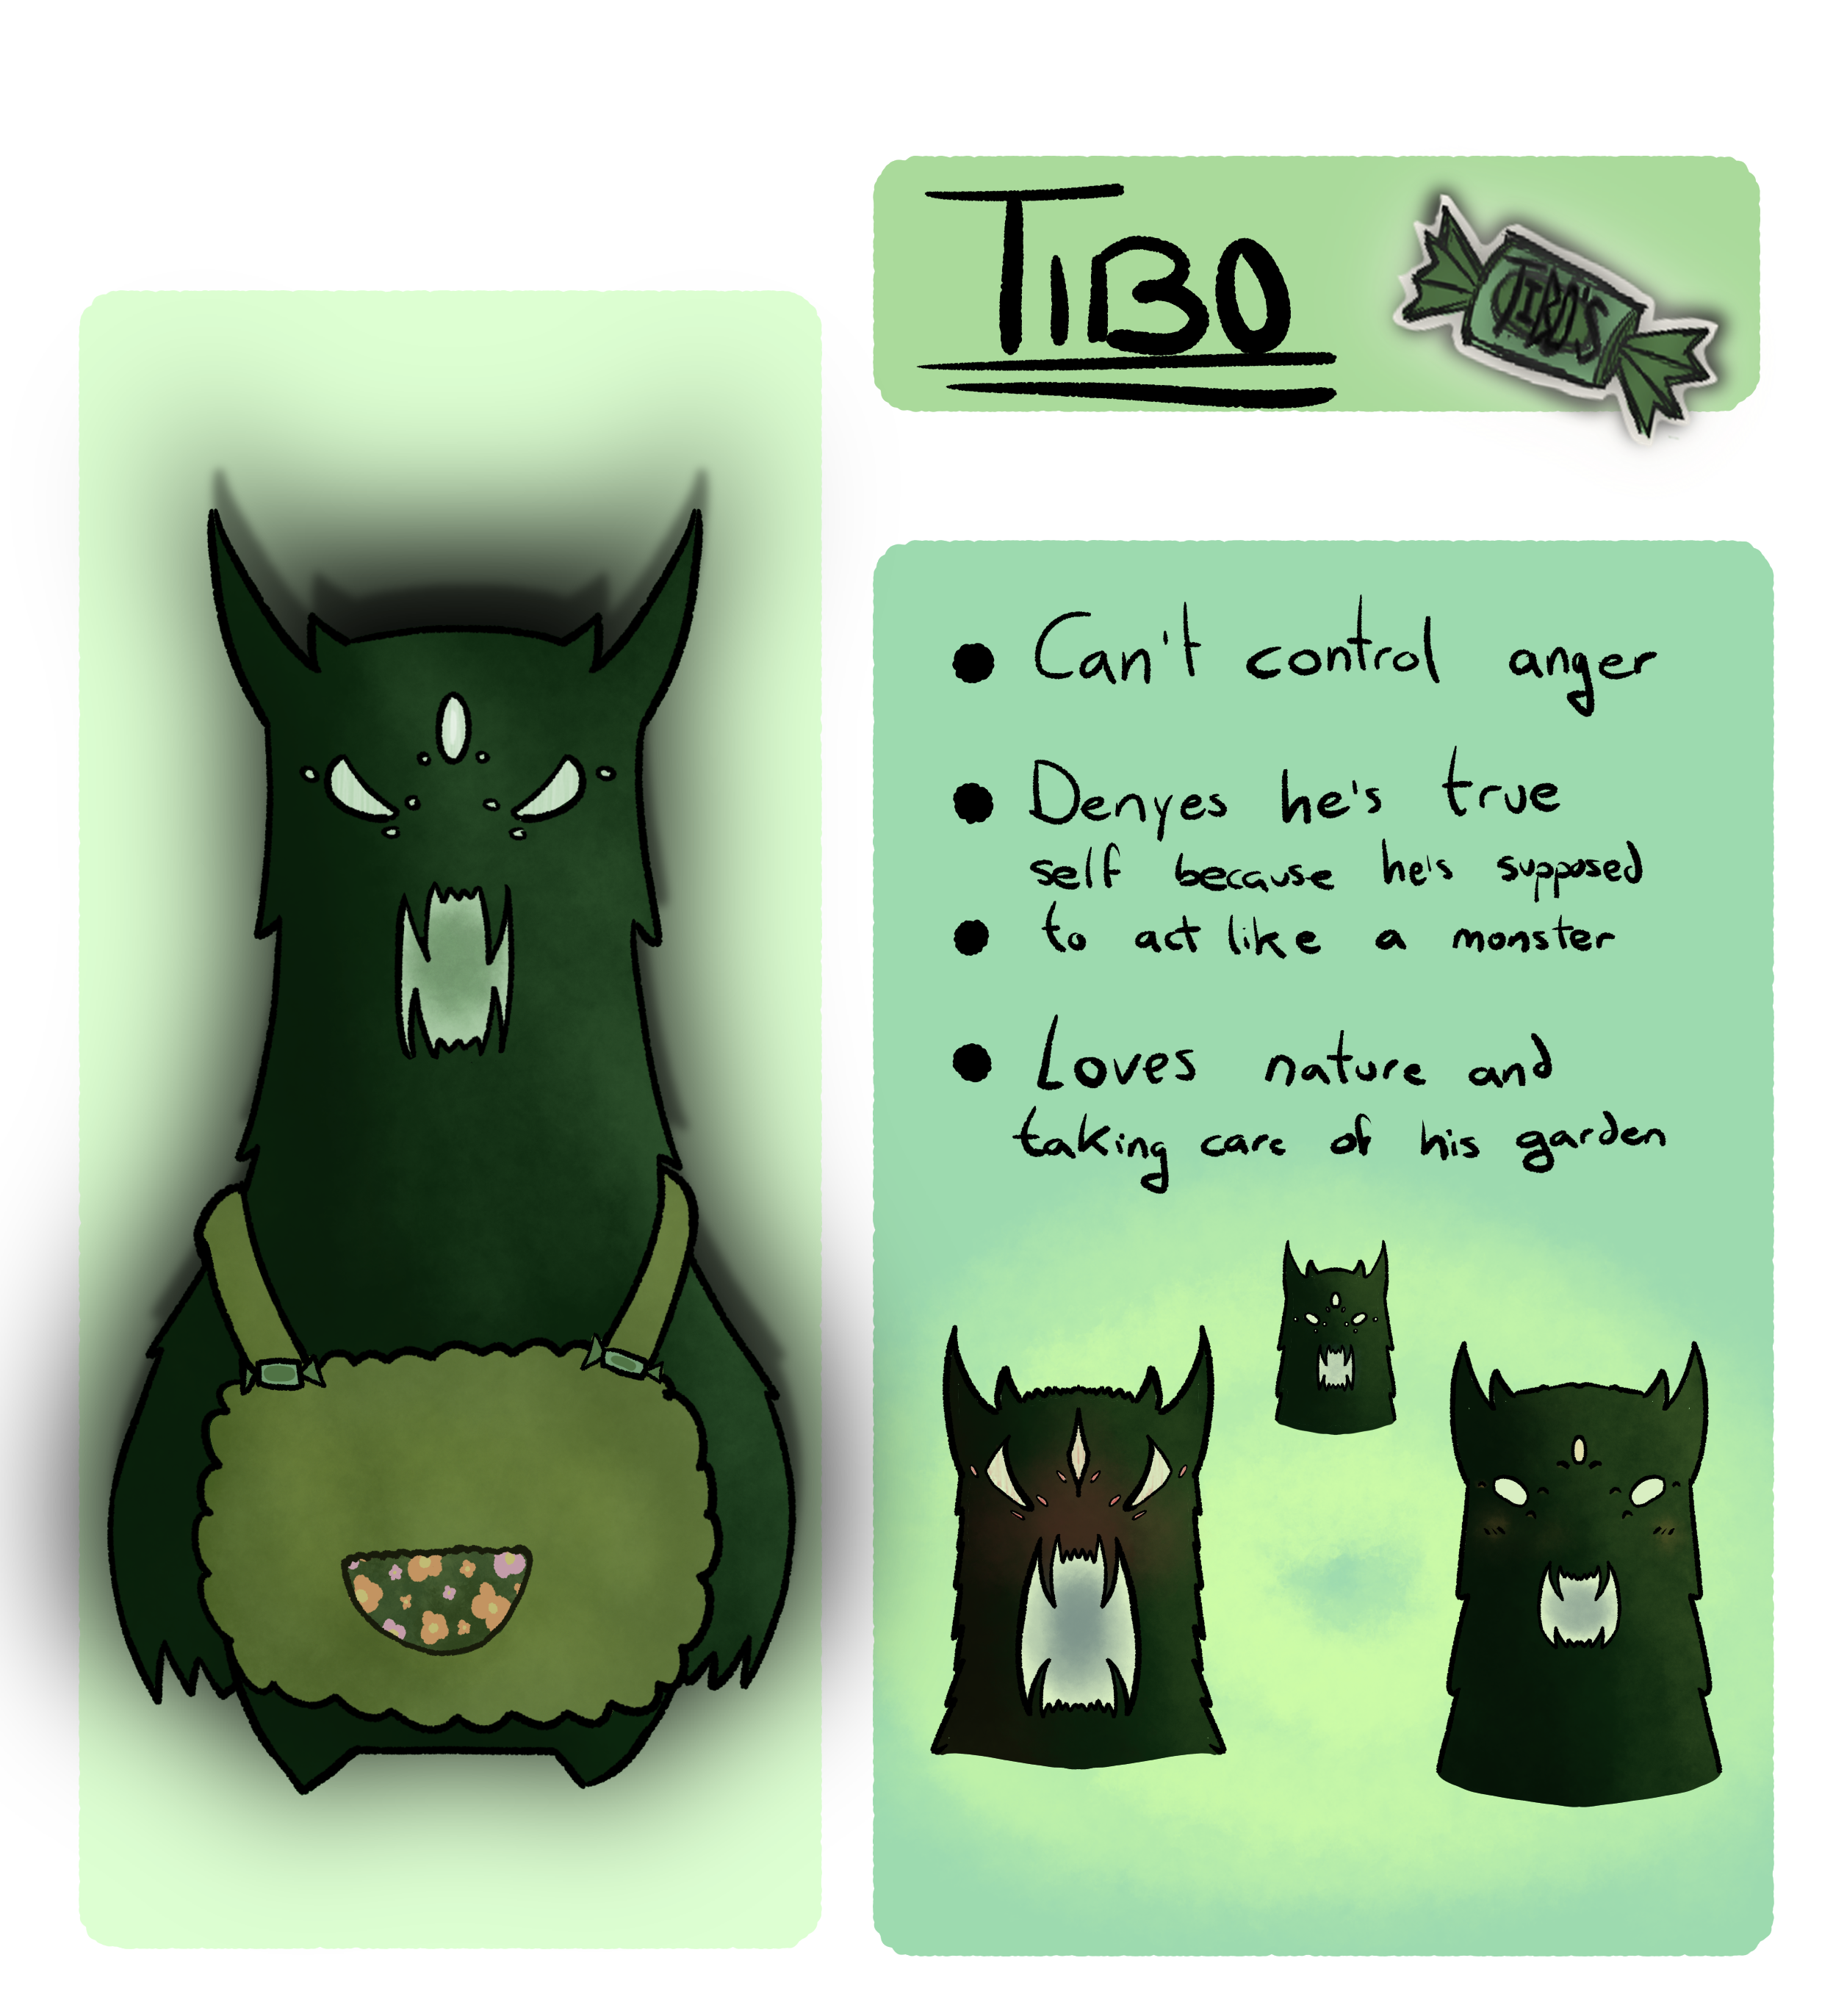 TIBO
TIBO'S
• Can't control anger
• Denyes he's true
self because he's supposed
• to act like a monster
• Loves nature and
taking care of his garden